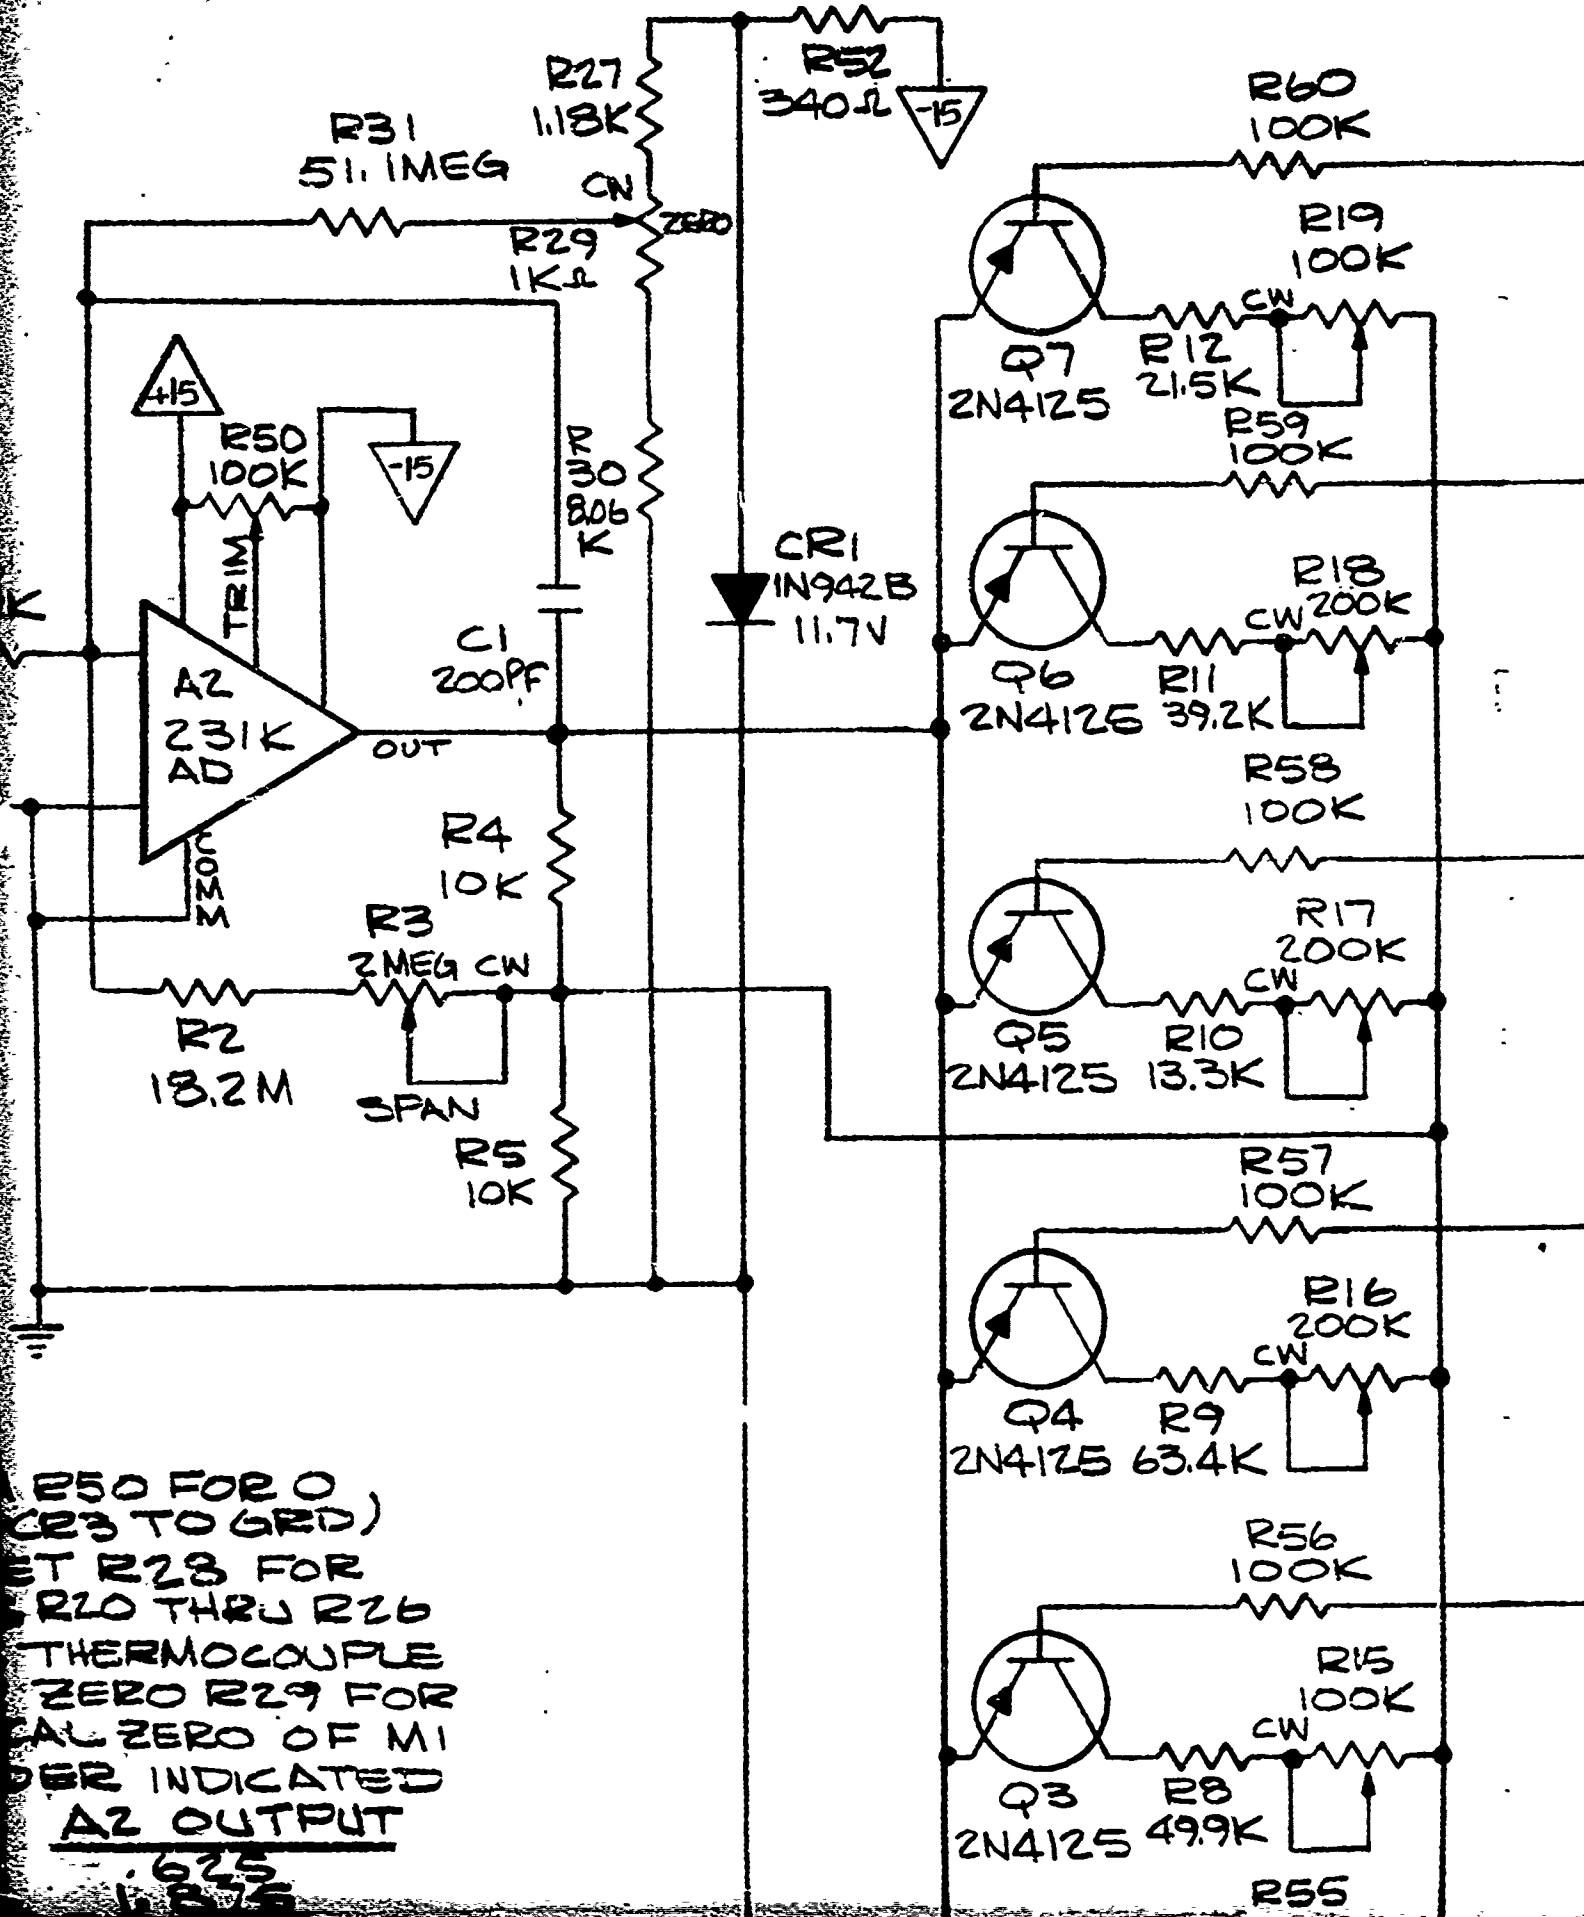 R27
1.18K
R52
340Ω
-15
R31
51.1MEG
CW
ZERO
R29
1KΩ
R60
100K
R19
100K
CW
Q7
2N4125
R12
21.5K
+15
R50
100K
-15
TRIM
R
30
8.06
K
R59
100K
CR1
1N942B
11.7V
R18
200K
CW
Q6
2N4125
R11
39.2K
K
C1
200PF
A2
231K
AD
OUT
COMM
R58
100K
R4
10K
R3
2MEG CW
R17
200K
CW
Q5
2N4125
R10
13.3K
R2
18.2M
SPAN
R5
10K
R57
100K
R16
200K
CW
Q4
2N4125
R9
63.4K
R56
100K
R15
100K
CW
Q3
2N4125
R8
49.9K
R55
R50 FOR 0
CR3 TO GRD)
ET R28 FOR
R20 THRU R26
THERMOCOUPLE
ZERO R29 FOR
AL ZERO OF M1
DER INDICATED
A2 OUTPUT
.625
1.875